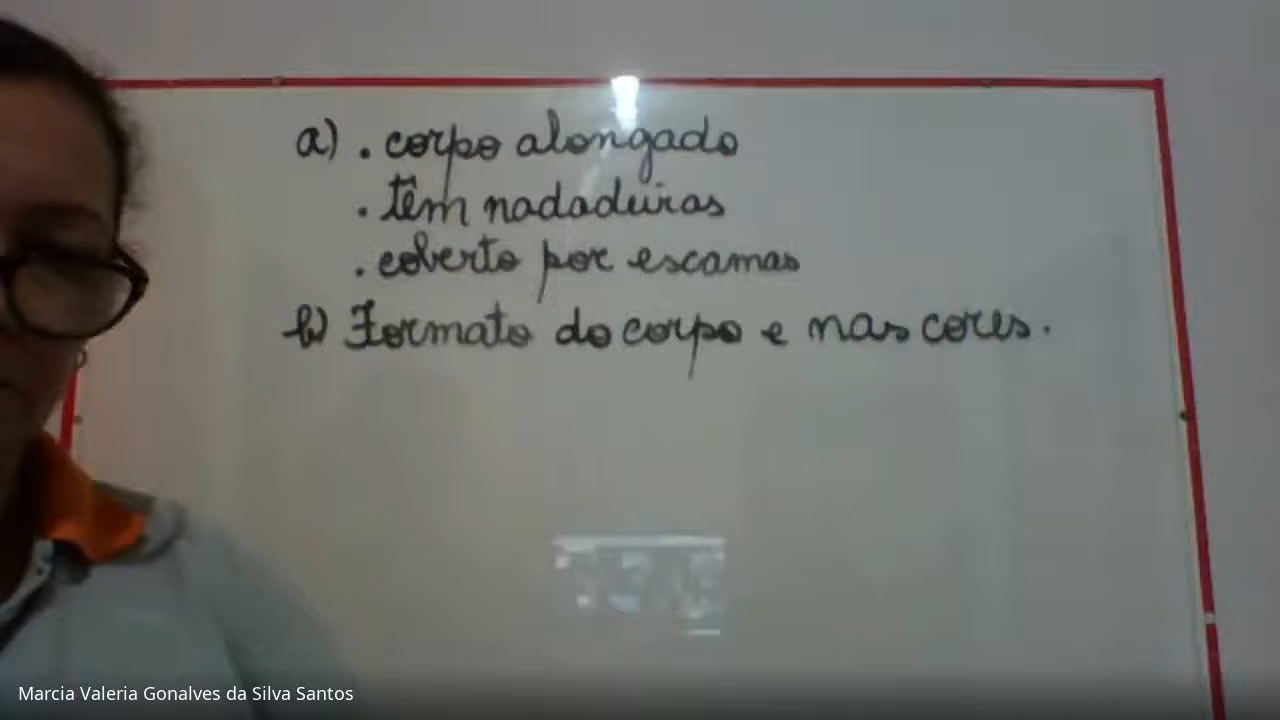 a) . corpo alongado
. têm nadadeiras
. coberto por escamas
b) Formato do corpo e nas cores.
Marcia Valeria Gonalves da Silva Santos